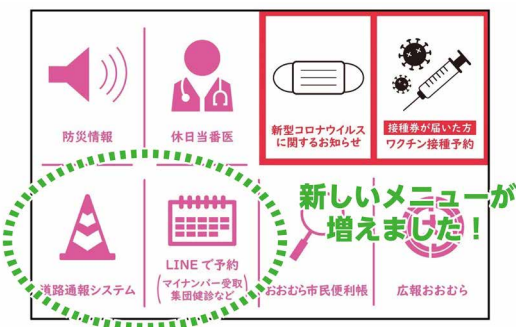 防災情報
休日当番医
新型コロナウイルス
に関するお知らせ
接種券が届いた方
ワクチン接種予約
新しいメニューが
増えました!
道路通報システム
LINEで予約
(マイナンバー受取
集団健診など)
おおむら市民便利帳
広報おおむら